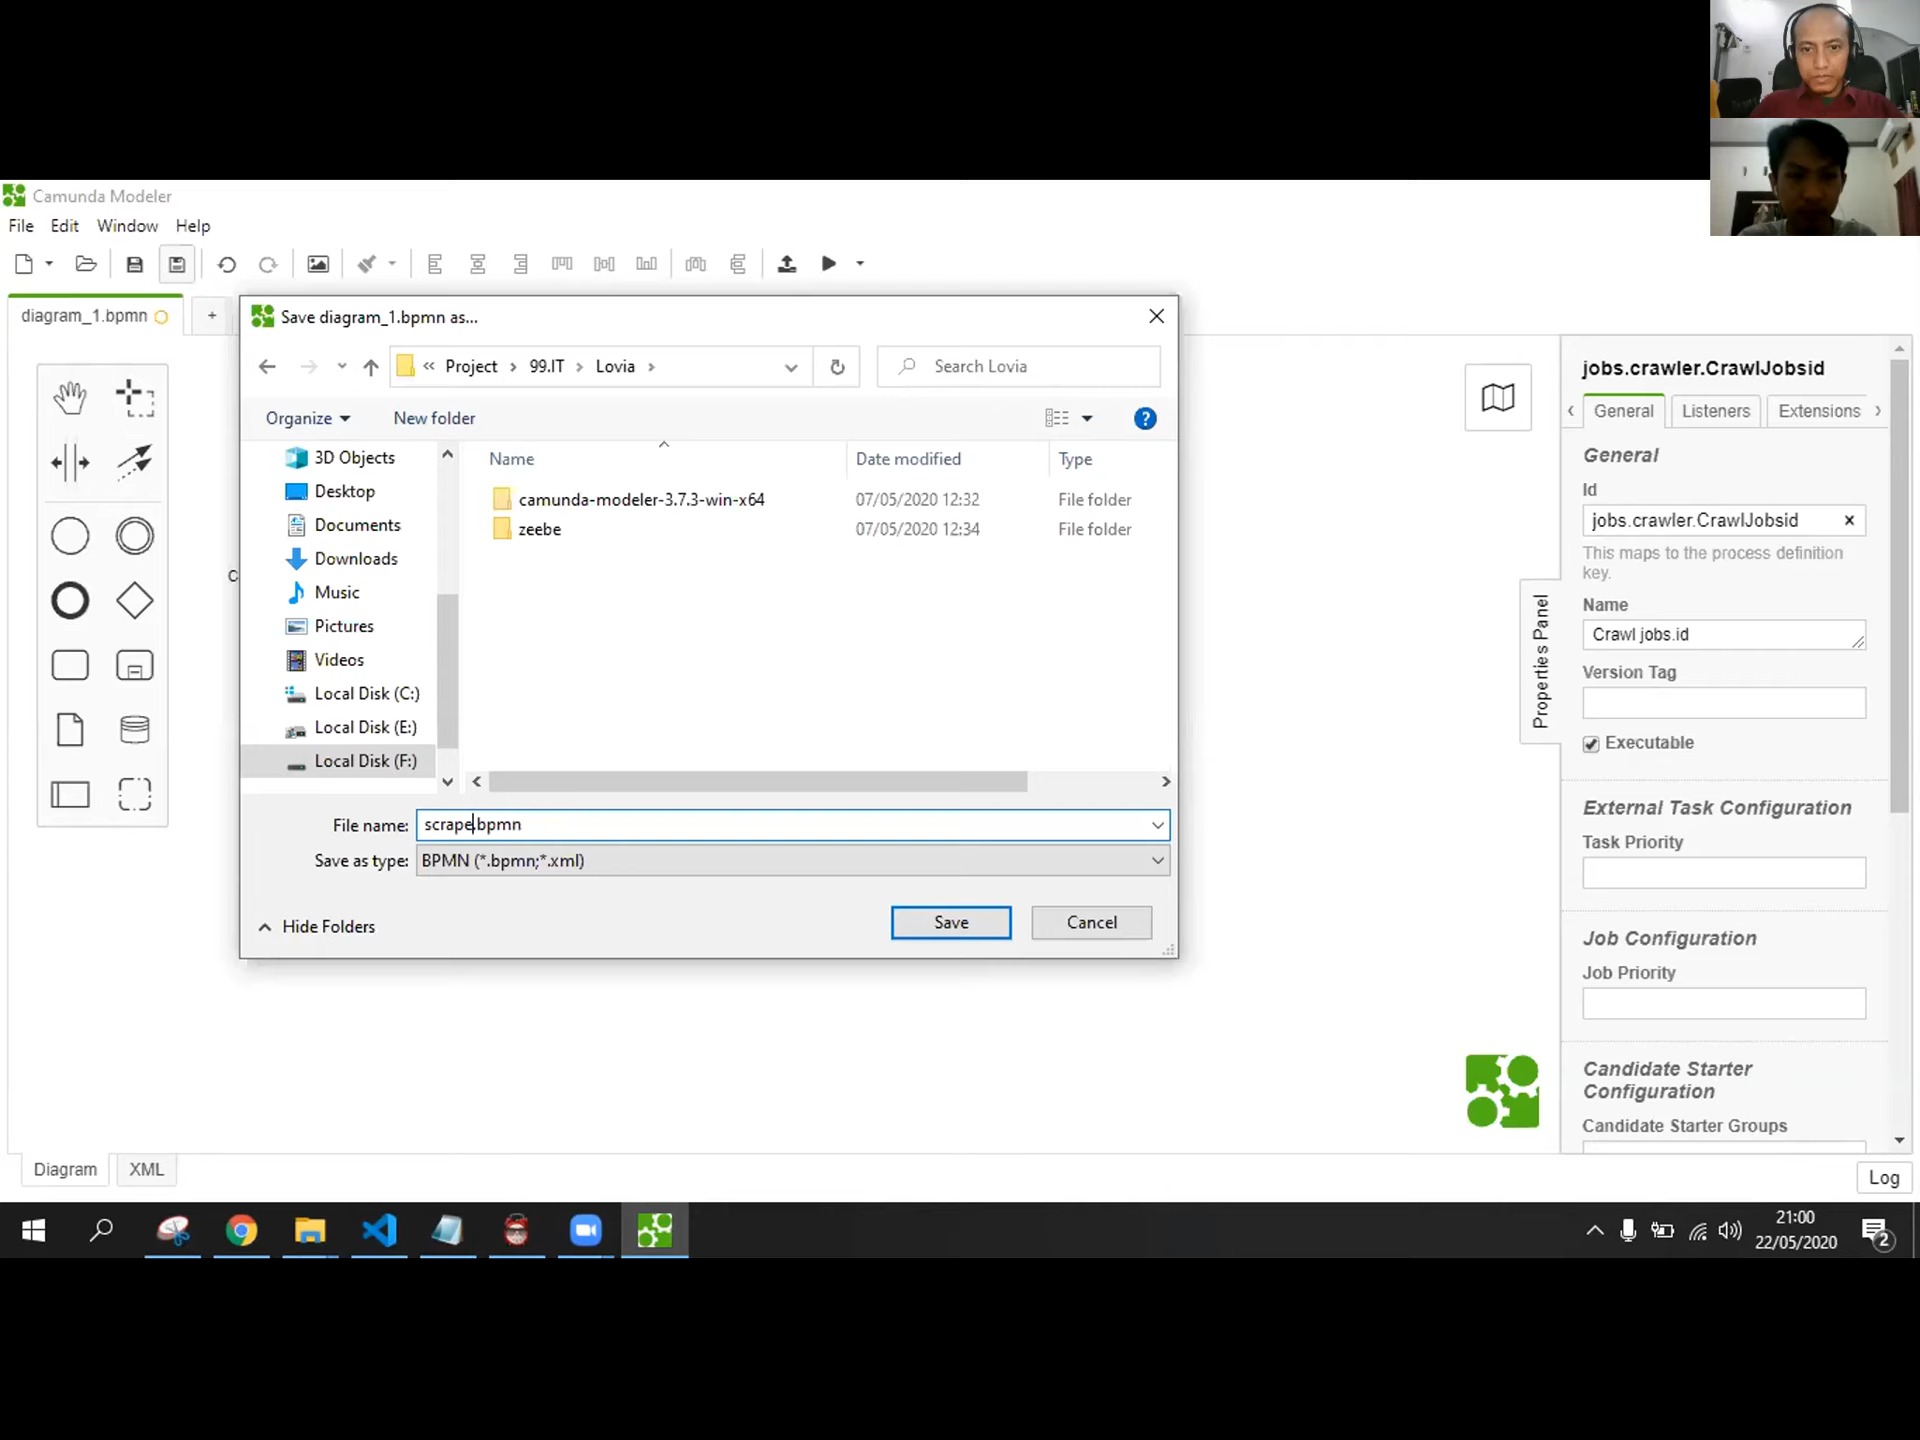 Camunda Modeler
File Edit Window Help
diagram_1.bpmn
+
Save diagram_1.bpmn as...
« Project › 99.IT › Lovia ›
Search Lovia
Organize
New folder
?
3D Objects
Desktop
Documents
Downloads
Music
Pictures
Videos
Local Disk (C:)
Local Disk (E:)
Local Disk (F:)
Name Date modified Type
camunda-modeler-3.7.3-win-x64 07/05/2020 12:32 File folder
zeebe 07/05/2020 12:34 File folder
File name: scrape.bpmn
Save as type: BPMN (*.bpmn;*.xml)
Hide Folders
Save
Cancel
C
Properties Panel
jobs.crawler.CrawlJobsid
General Listeners Extensions
General
Id
jobs.crawler.CrawlJobsid
This maps to the process definition
key.
Name
Crawl jobs.id
Version Tag
Executable
External Task Configuration
Task Priority
Job Configuration
Job Priority
Candidate Starter
Configuration
Candidate Starter Groups
Diagram XML
Log
21:00
22/05/2020
2